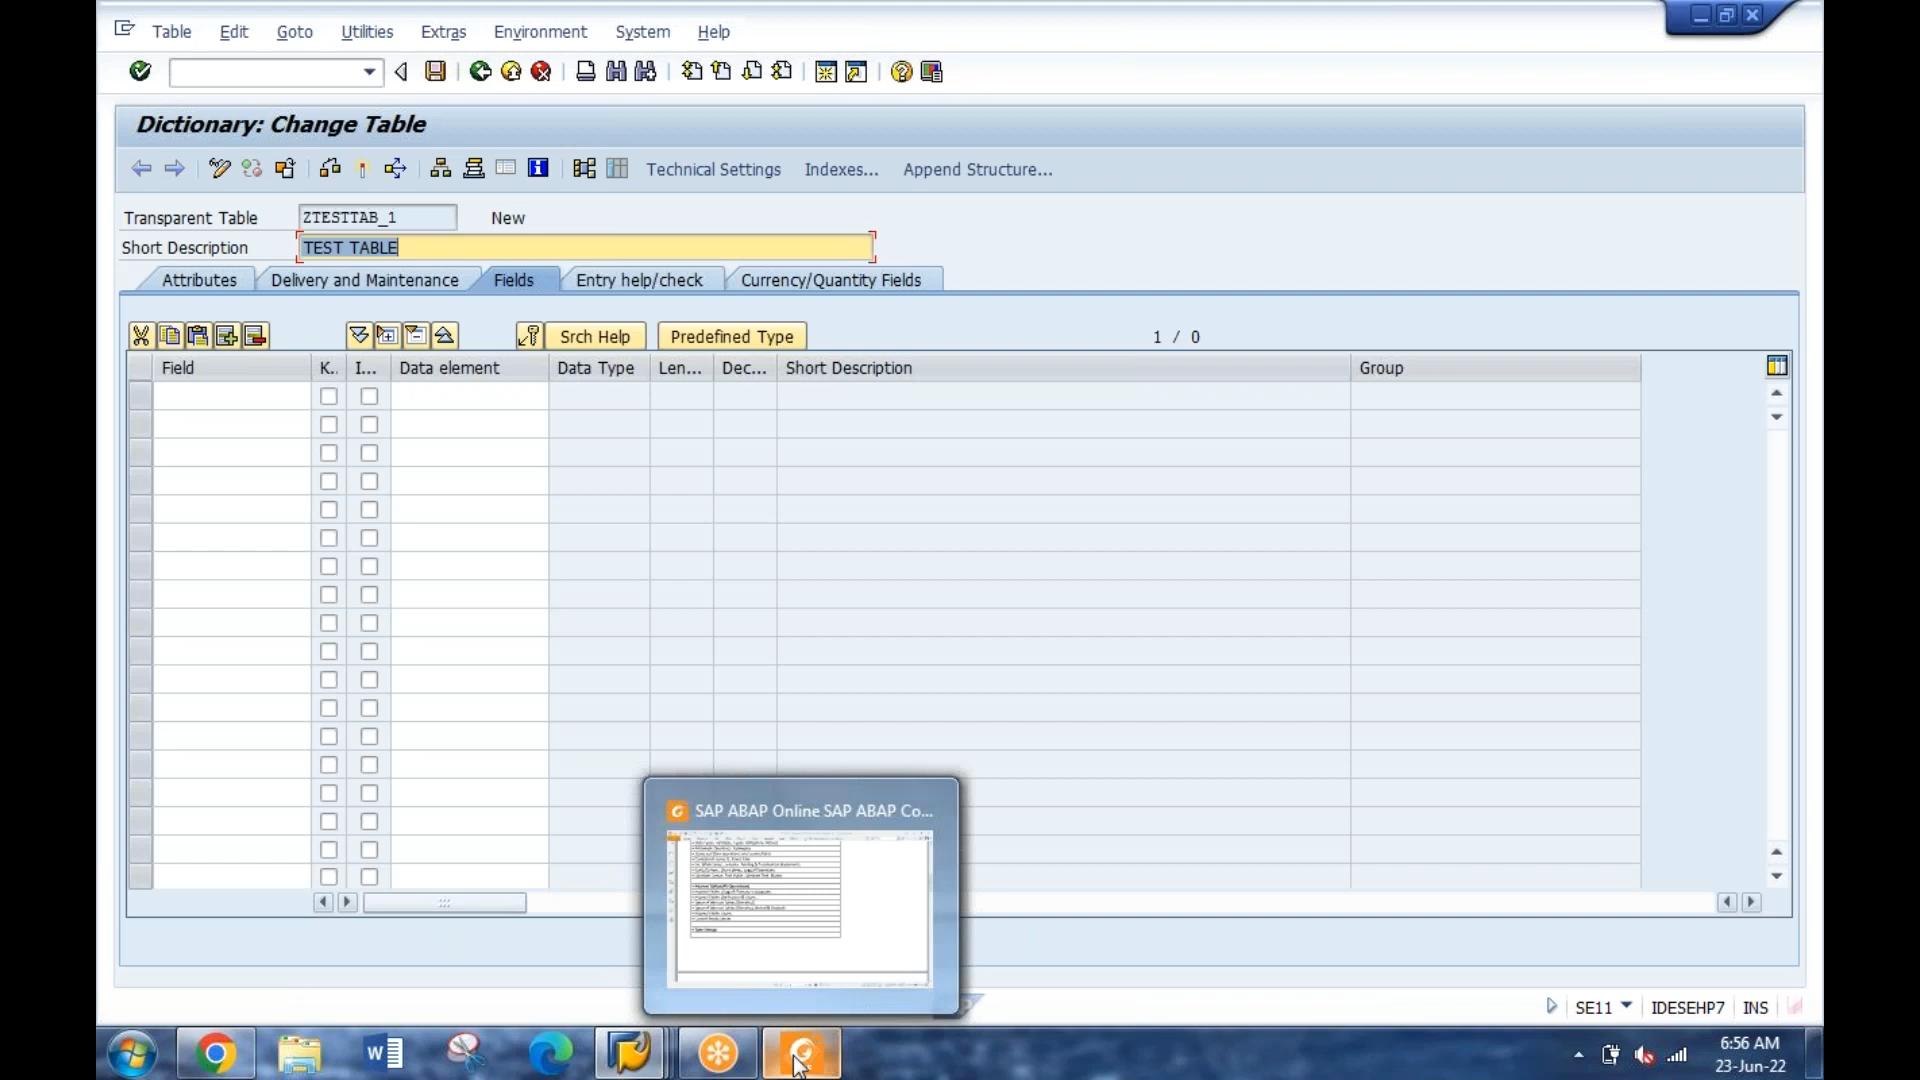 Table Edit Goto Utilities Extras Environment System Help
Dictionary: Change Table
Technical Settings Indexes... Append Structure...
Transparent Table ZTESTTAB_1 New
Short Description TEST TABLE
Attributes Delivery and Maintenance Fields Entry help/check Currency/Quantity Fields
Srch Help Predefined Type 1 / 0
Field K.. I... Data element Data Type Len... Dec... Short Description Group
SAP ABAP Online SAP ABAP Co...
SE11 IDESEHP7 INS
6:56 AM
23-Jun-22